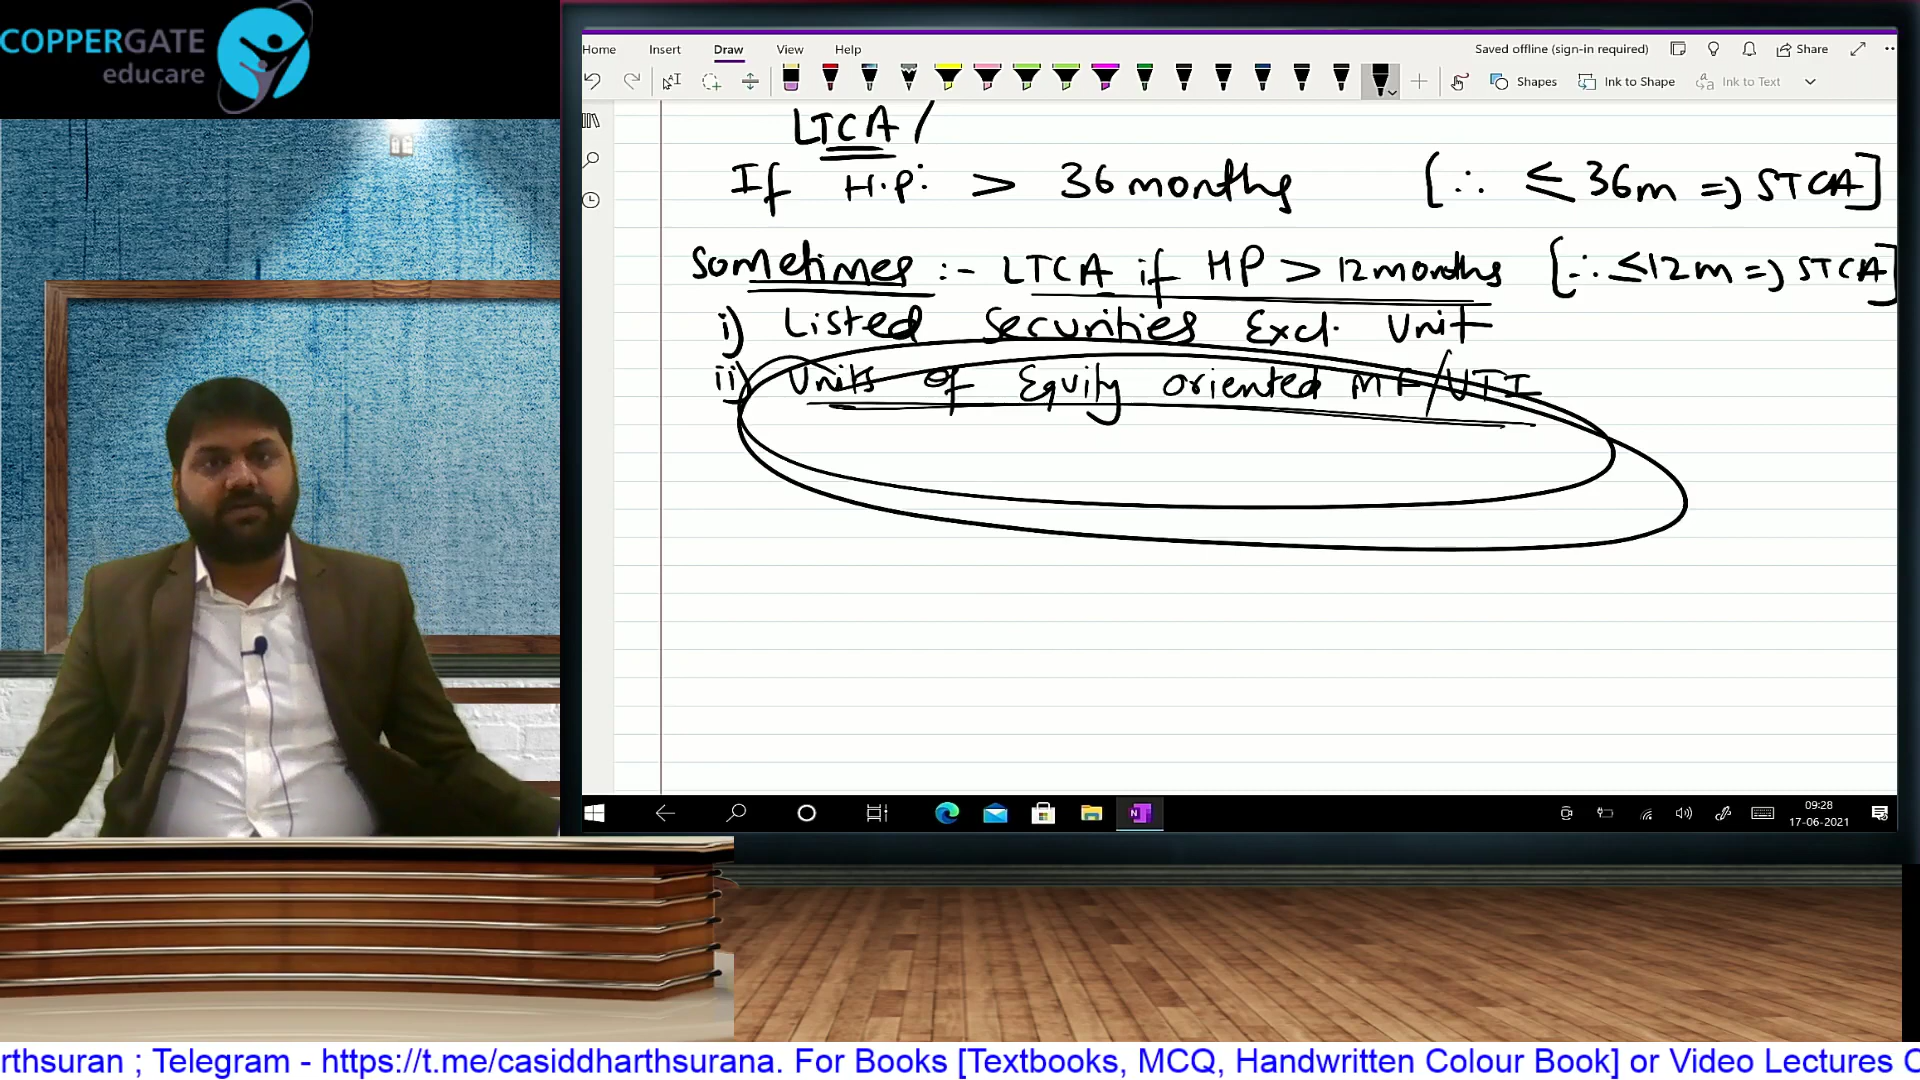 COPPERGATE
educare
Home Insert Draw View Help
Saved offline (sign-in required) Share
Shapes Ink to Shape Ink to Text
LTCA
If H.P. > 36 months [∴ ≤ 36m => STCA]
Sometimes :- LTCA if HP > 12 months [∴ ≤ 12m => STCA]
i) Listed Securities Excl. Unit
ii) Units of Equity oriented MF/UTI
09:28
17-06-2021
rthsuran ; Telegram - https://t.me/casiddharthsurana. For Books [Textbooks, MCQ, Handwritten Colour Book] or Video Lectures